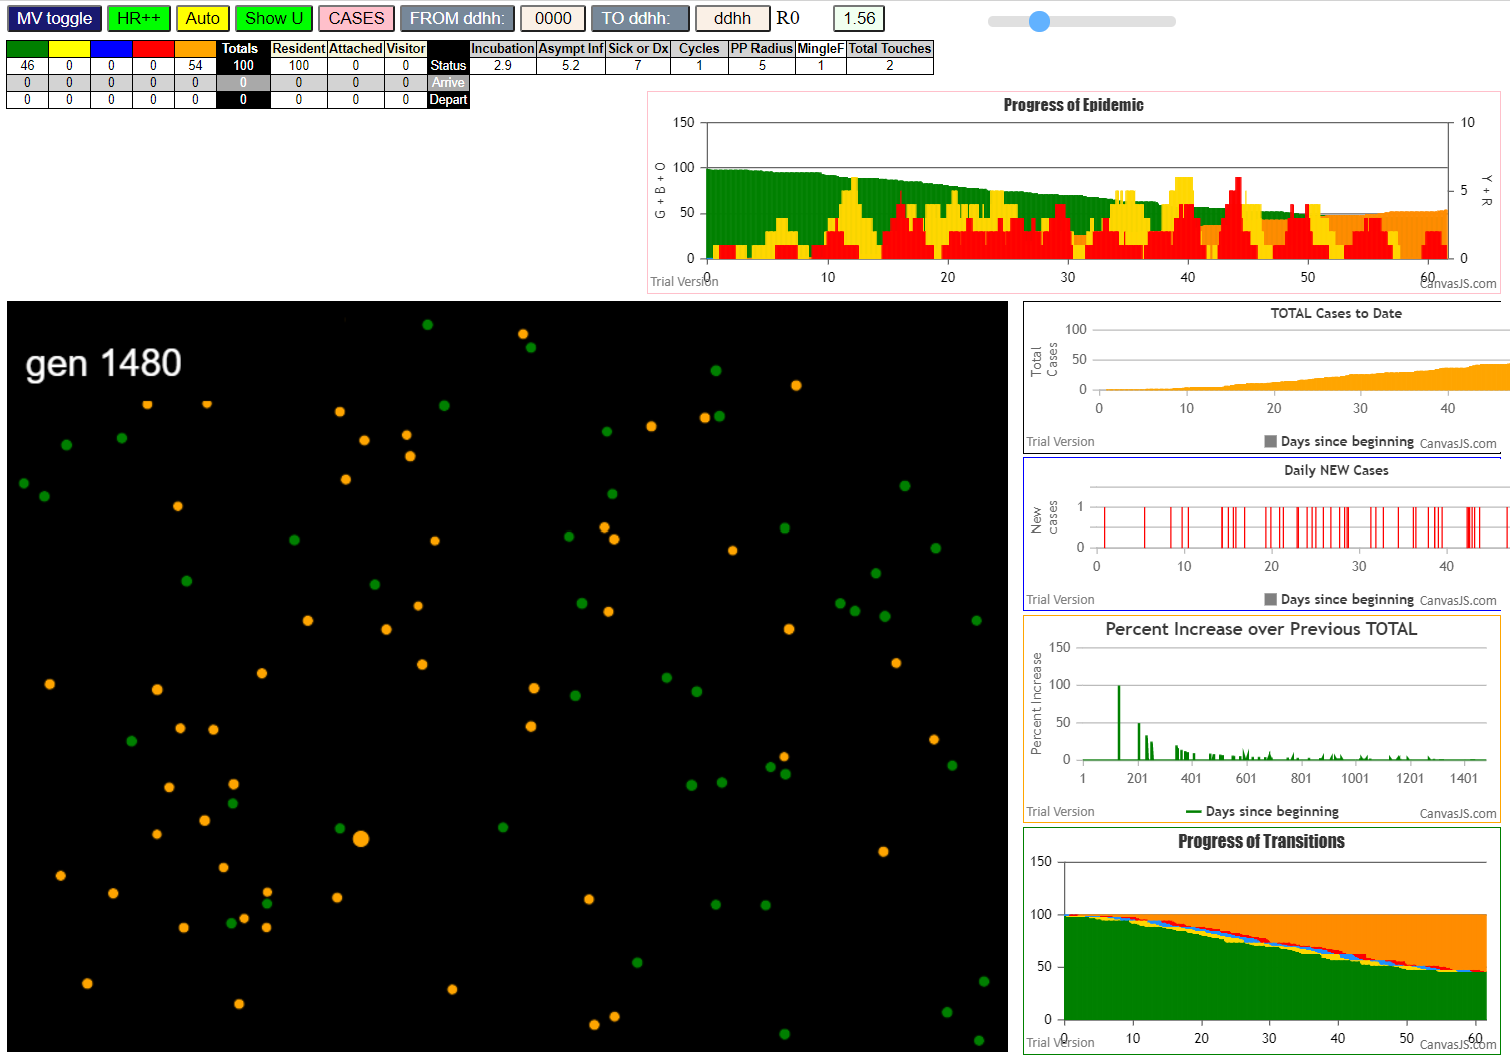 MV toggle HR++ Auto Show U CASES FROM ddhh: 0000 TO ddhh: ddhh R0 1.56
Totals Resident Attached Visitor Incubation Asympt Inf Sick or Dx Cycles PP Radius MingleF Total Touches
46 0 0 0 54 100 100 0 0 Status 2.9 5.2 7 1 5 1 2
0 0 0 0 0 0 0 0 0 Arrive
0 0 0 0 0 0 0 0 0 Depart
Progress of Epidemic
150 10
100
G + B + O
5
Y + R
50
0 0
0 10 20 30 40 50 60
Trial Version CanvasJS.com
gen 1480
TOTAL Cases to Date
100
Total Cases
50
0
0 10 20 30 40
Days since beginning
Trial Version CanvasJS.com
Daily NEW Cases
New cases
1
0
0 10 20 30 40
Days since beginning
Trial Version CanvasJS.com
Percent Increase over Previous TOTAL
150
Percent Increase
100
50
0
1 201 401 601 801 1001 1201 1401
Days since beginning
Trial Version CanvasJS.com
Progress of Transitions
150
100
50
0
0 10 20 30 40 50 60
Trial Version CanvasJS.com